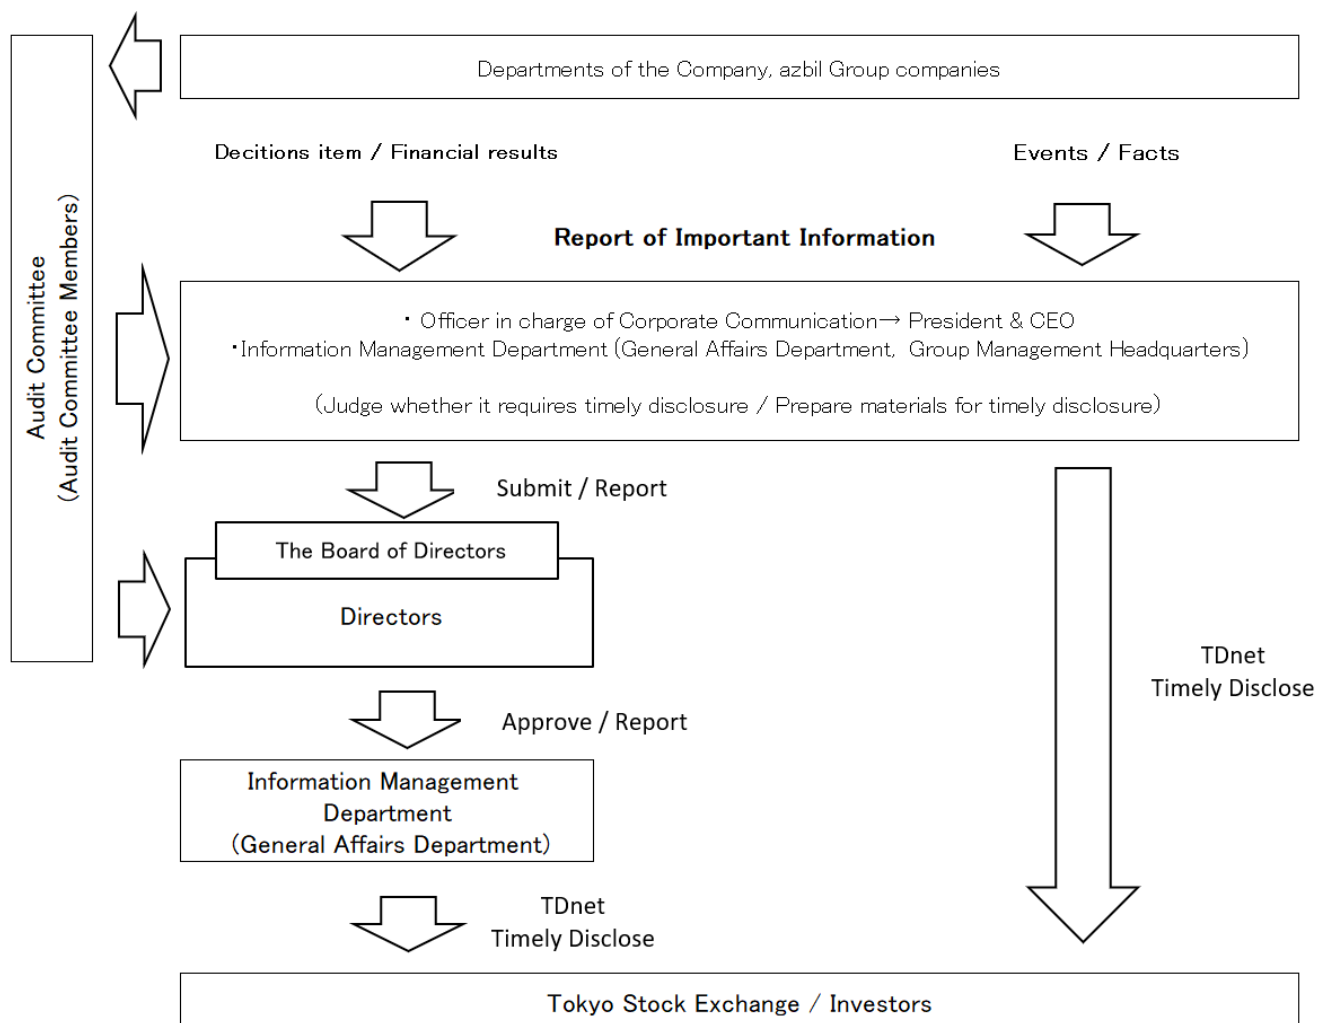 Departments of the Company, azbil Group companies
Decitions item / Financial results
Events / Facts
Report of Important Information
Audit Committee
(Audit Committee Members)
・Officer in charge of Corporate Communication→ President & CEO
・Information Management Department (General Affairs Department, Group Management Headquarters)
(Judge whether it requires timely disclosure / Prepare materials for timely disclosure)
Submit / Report
The Board of Directors
Directors
TDnet
Timely Disclose
Approve / Report
Information Management
Department
(General Affairs Department)
TDnet
Timely Disclose
Tokyo Stock Exchange / Investors